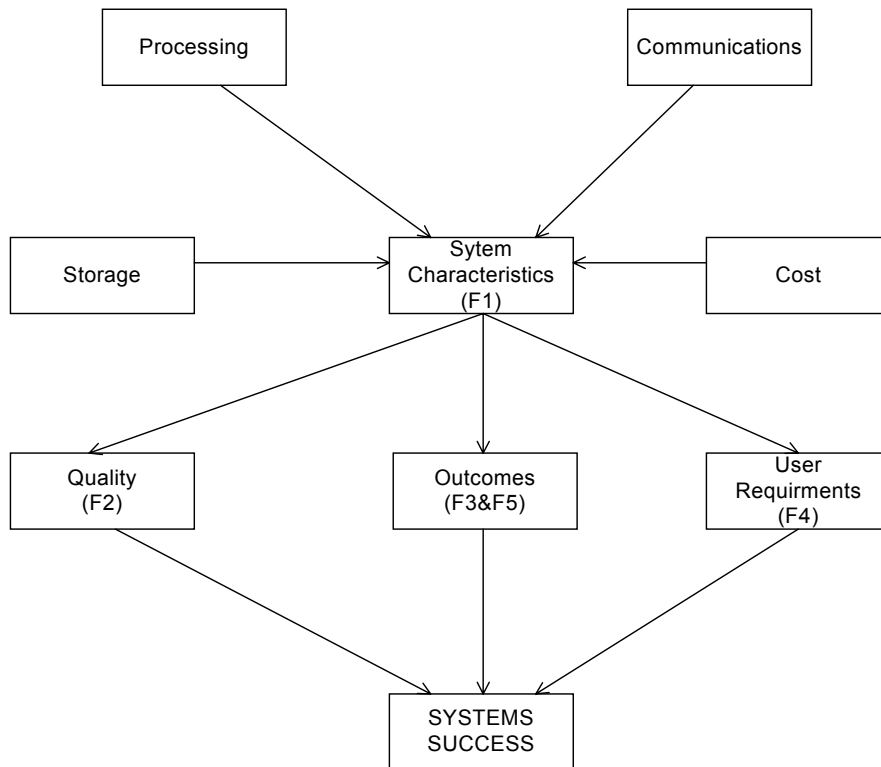 Processing
Communications
Storage
Sytem
Characteristics
(F1)
Cost
Quality
(F2)
Outcomes
(F3&F5)
User
Requirments
(F4)
SYSTEMS
SUCCESS